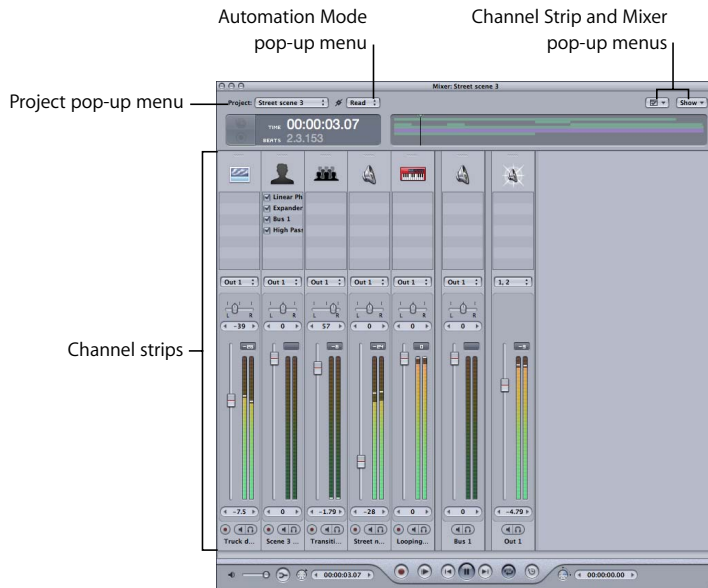 Automation Mode
pop-up menu
Channel Strip and Mixer
pop-up menus
Project pop-up menu
Mixer: Street scene 3
Project: Street scene 3 Read Show
TIME 00:00:03.07
BEATS 2.3.153
Linear Ph
Expander
Bus 1
High Pass
Out 1 Out 1 Out 1 Out 1 Out 1 Out 1 1, 2
L R L R L R L R L R L R
-39 0 57 0 0 0
Channel strips
-7.5 0 -1.79 -28 0 0 -4.79
Truck d... Scene 3 ... Transiti... Street n... Looping... Bus 1 Out 1
00:00:03.07 00:00:00.00